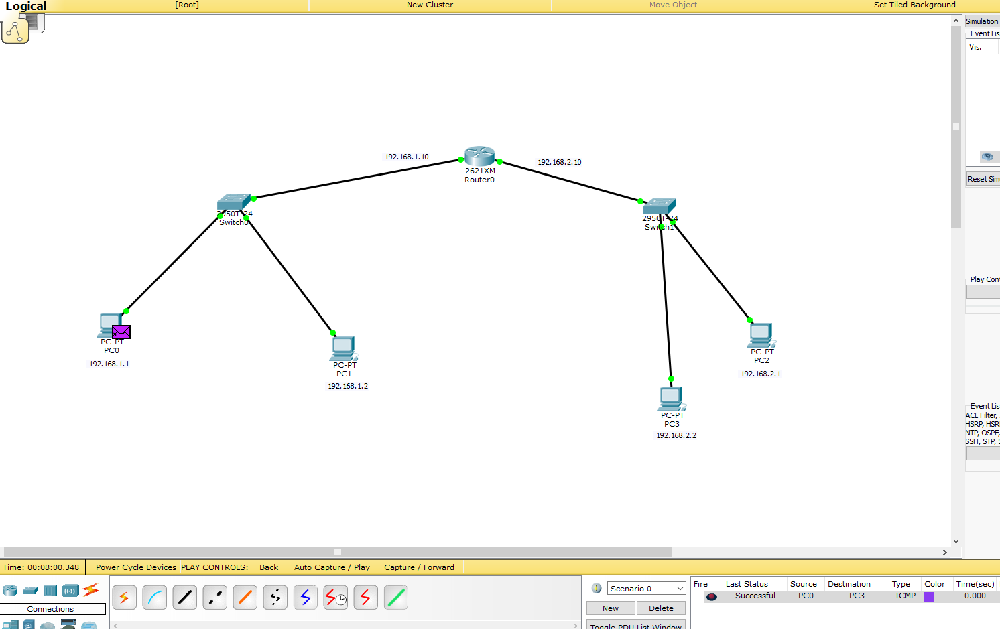 Logical [Root] New Cluster Move Object Set Tiled Background
Simulation
Event Lis
Vis.
192.168.1.10
192.168.2.10
2621XM
Router0
Reset Sim
2950T-24
Switch0
2950T-24
Switch1
Play Cont
PC-PT
PC0
192.168.1.1
PC-PT
PC1
192.168.1.2
PC-PT
PC2
192.168.2.1
PC-PT
PC3
192.168.2.2
Event Lis
ACL Filter,
HSRP, HSR
NTP, OSPF,
SSH, STP, S
Time: 00:08:00.348 Power Cycle Devices PLAY CONTROLS: Back Auto Capture / Play Capture / Forward
Connections
Scenario 0
New Delete
Toggle PDU List Window
Fire Last Status Source Destination Type Color Time(sec)
Successful PC0 PC3 ICMP 0.000